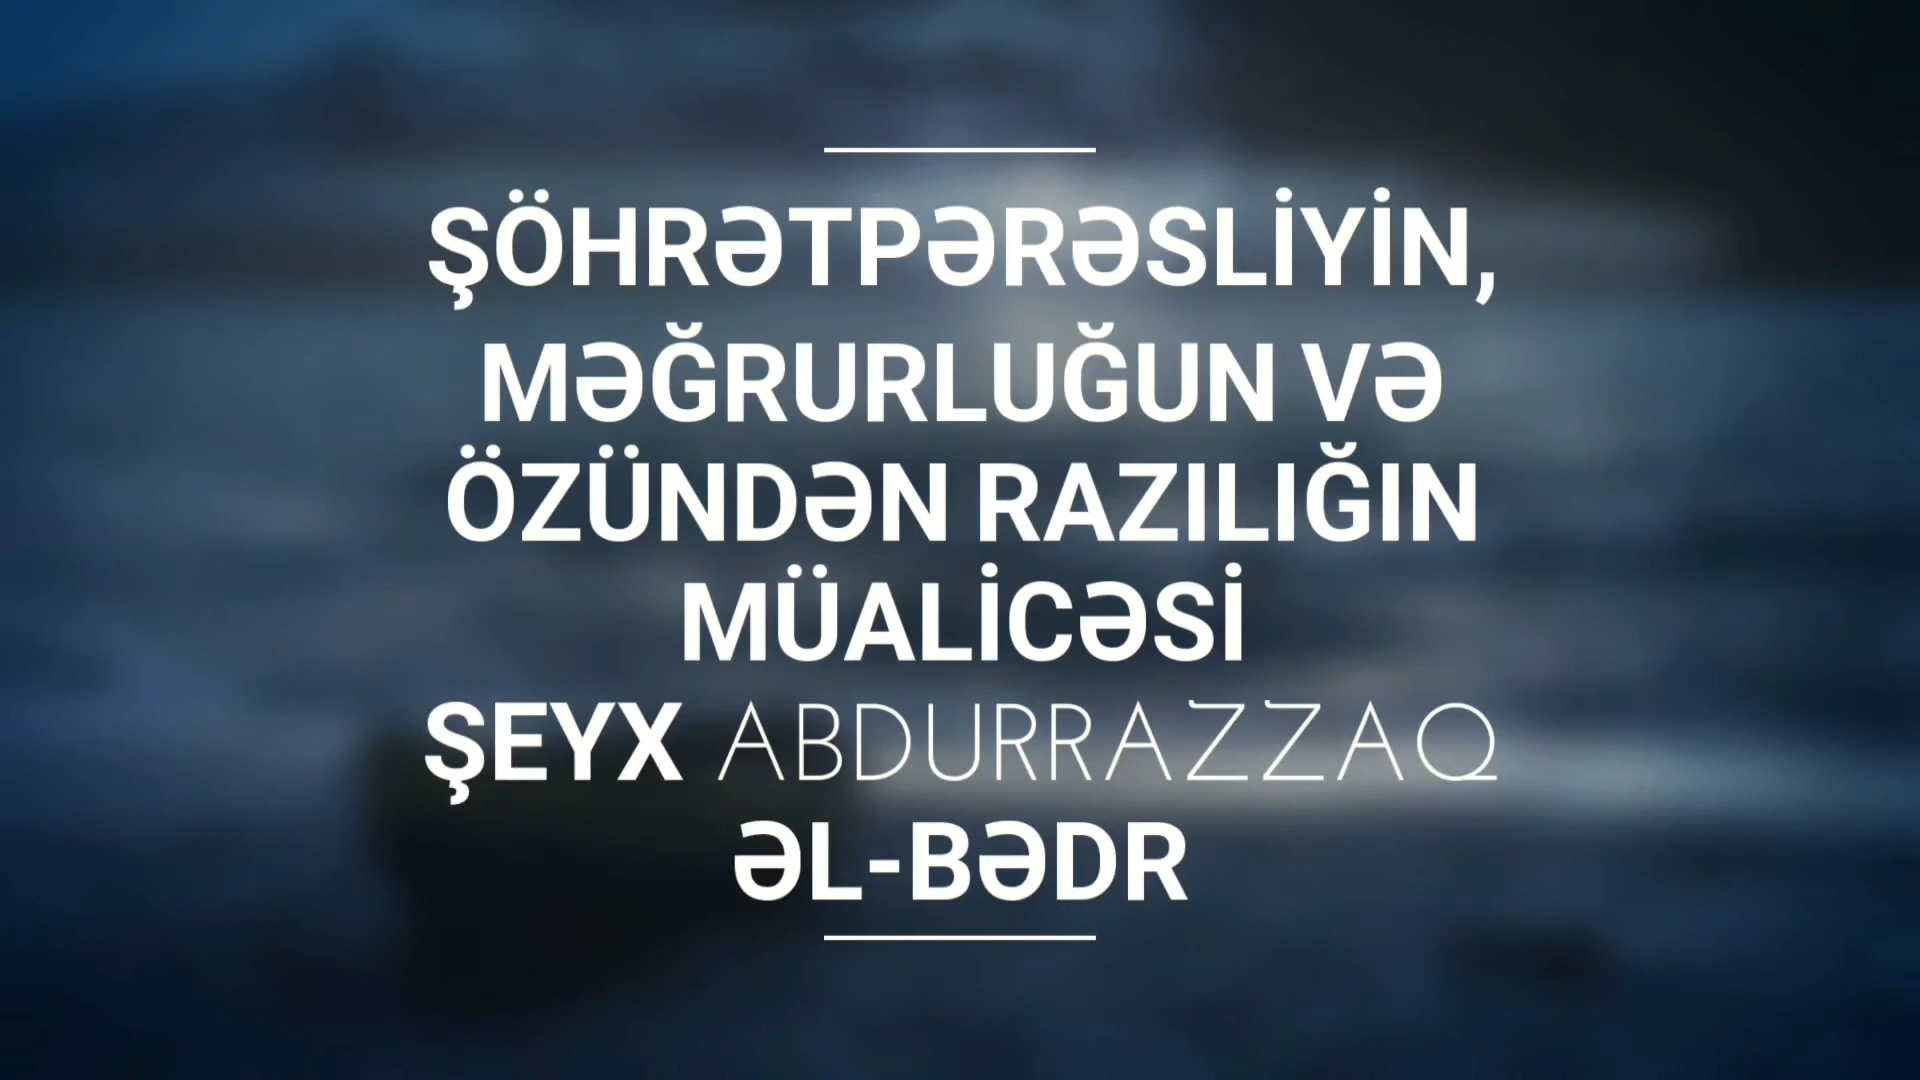 ŞÖHRƏTPƏRƏSLİYİN,
MƏĞRURLUĞUN VƏ
ÖZÜNDƏN RAZILIĞIN
MÜALİCƏSİ
ŞEYX ABDURRAZZAQ
ƏL-BƏDR